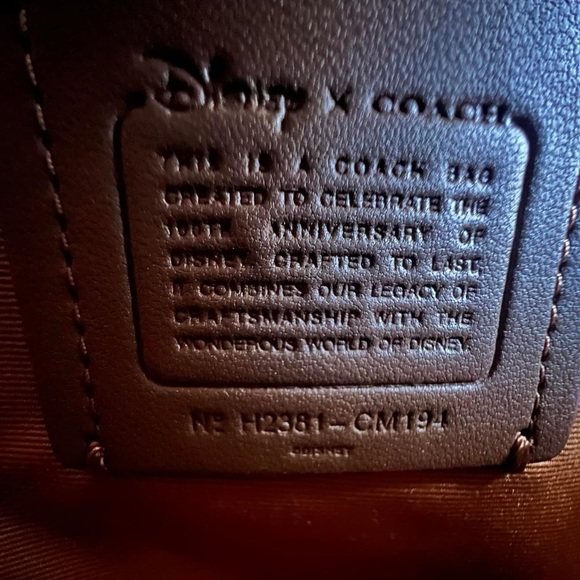 Disney X COACH
THIS IS A COACH BAG
CREATED TO CELEBRATE THE
100TH ANNIVERSARY OF
DISNEY. CRAFTED TO LAST,
IT COMBINES OUR LEGACY OF
CRAFTSMANSHIP WITH THE
WONDEROUS WORLD OF DISNEY.
Nº H2381-CM194
©DISNEY